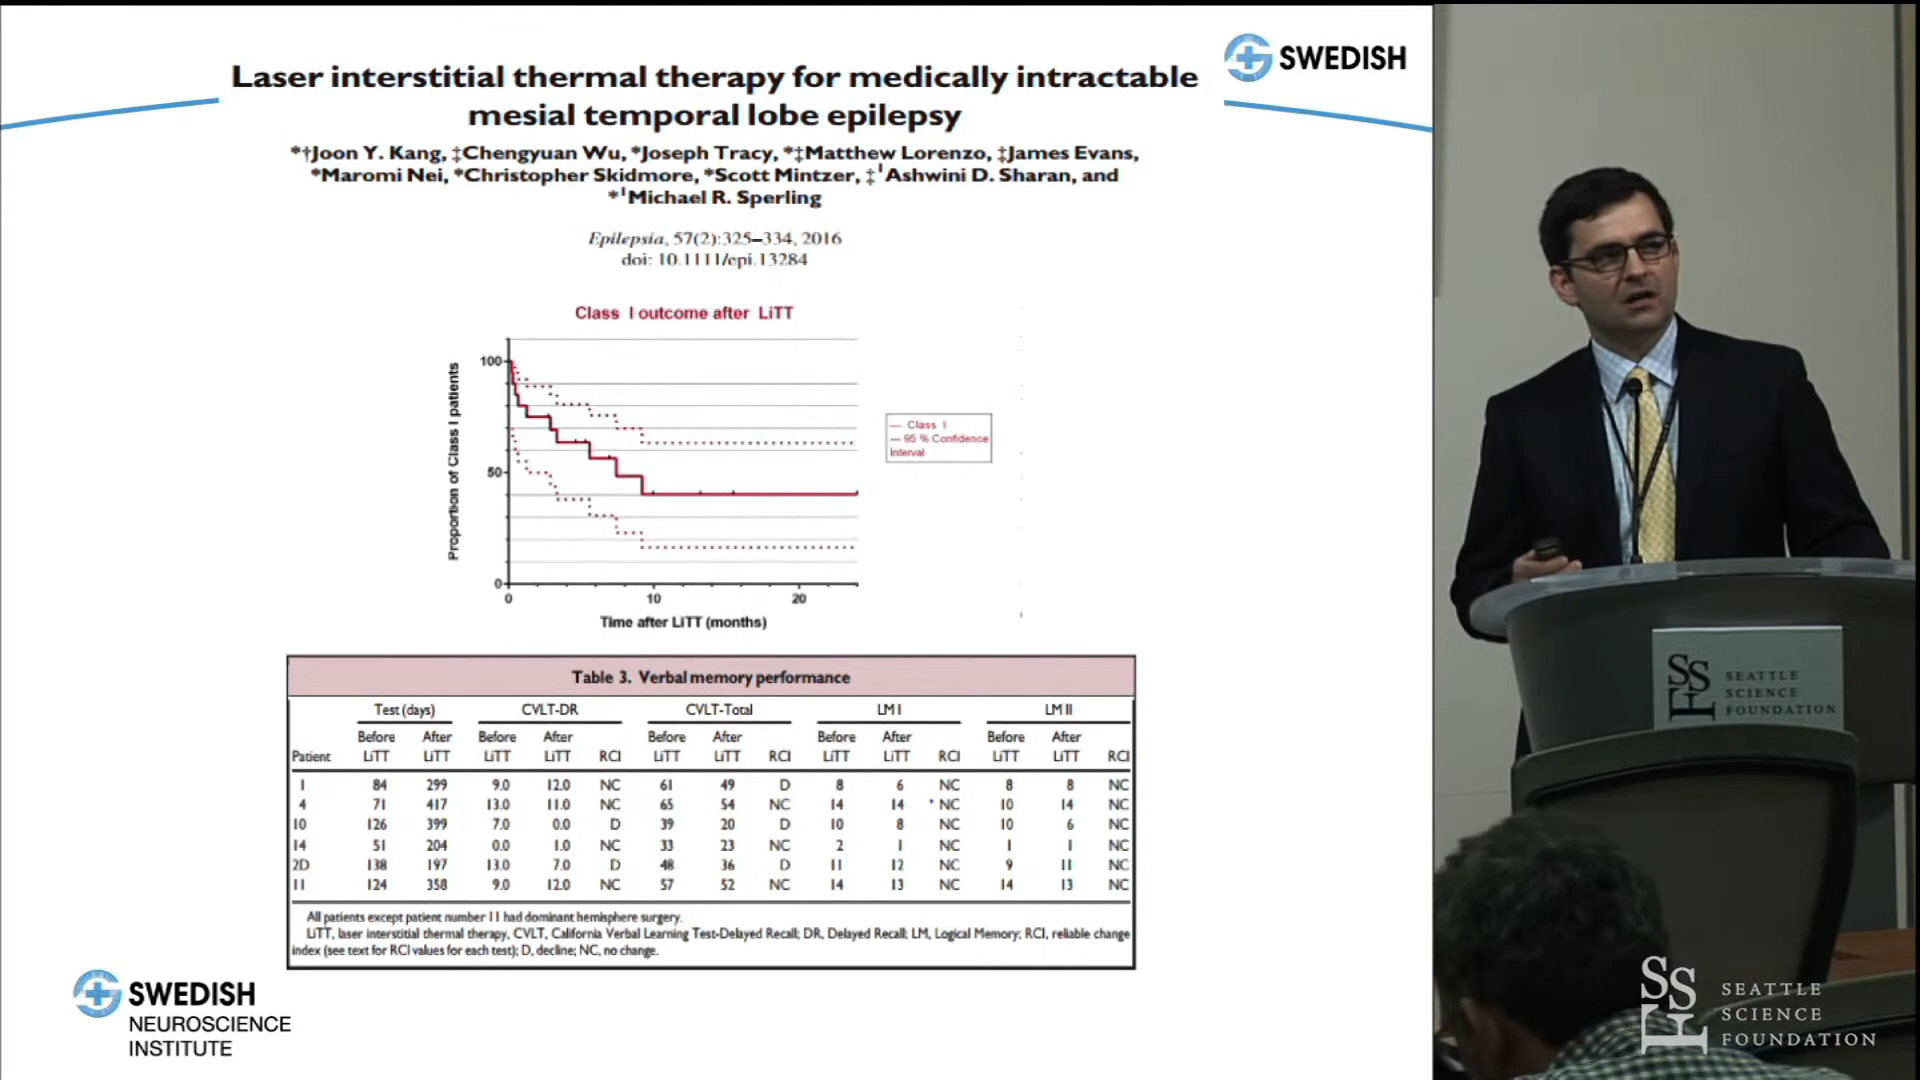 SWEDISH
Laser interstitial thermal therapy for medically intractable
mesial temporal lobe epilepsy
*†Joon Y. Kang, ‡Chengyuan Wu, *Joseph Tracy, *‡Matthew Lorenzo, ‡James Evans,
*Maromi Nei, *Christopher Skidmore, *Scott Mintzer, ‡¹Ashwini D. Sharan, and
*¹Michael R. Sperling
Epilepsia, 57(2):325–334, 2016
doi: 10.1111/epi.13284
Class I outcome after LiTT
Proportion of Class I patients
100
50
0
0 10 20
Time after LiTT (months)
Class I
95 % Confidence
Interval
Table 3. Verbal memory performance
Test (days) CVLT-DR CVLT-Total LM I LM II
Before After Before After Before After Before After Before After
Patient LiTT LiTT LiTT LiTT RCI LiTT LiTT RCI LiTT LiTT RCI LiTT LiTT RCI
1 84 299 9.0 12.0 NC 61 49 D 8 6 NC 8 8 NC
4 71 417 13.0 11.0 NC 65 54 NC 14 14 NC 10 14 NC
10 126 399 7.0 0.0 D 39 20 D 10 8 NC 10 6 NC
14 51 204 0.0 1.0 NC 33 23 NC 2 1 NC 1 1 NC
2D 138 197 13.0 7.0 D 48 36 D 11 12 NC 9 11 NC
11 124 358 9.0 12.0 NC 57 52 NC 14 13 NC 14 13 NC
All patients except patient number 11 had dominant hemisphere surgery.
LiTT, laser interstitial thermal therapy, CVLT, California Verbal Learning Test-Delayed Recall; DR, Delayed Recall; LM, Logical Memory; RCI, reliable change
index (see text for RCI values for each test); D, decline; NC, no change.
SWEDISH
NEUROSCIENCE
INSTITUTE
SSF
SEATTLE
SCIENCE
FOUNDATION
SSF
SEATTLE
SCIENCE
FOUNDATION